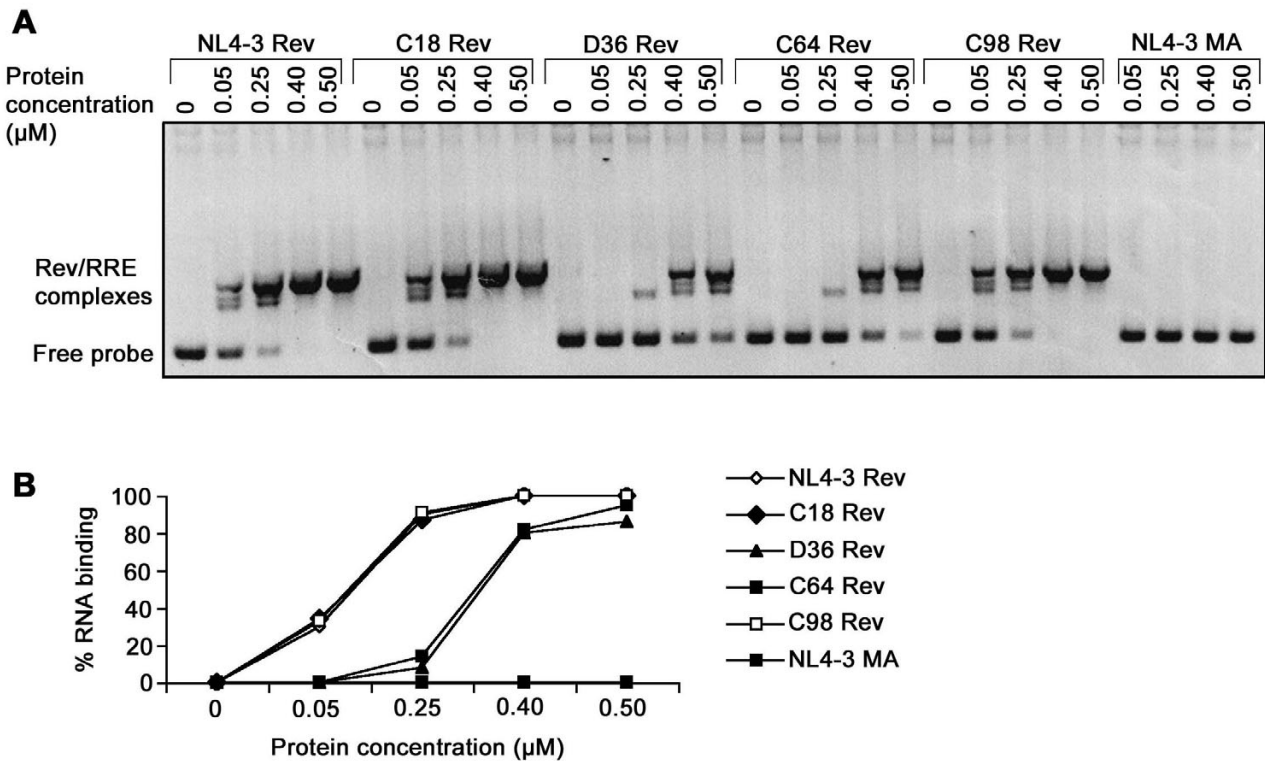 A
NL4-3 Rev C18 Rev D36 Rev C64 Rev C98 Rev NL4-3 MA
Protein
concentration
(µM)
0 0.05 0.25 0.40 0.50 0 0.05 0.25 0.40 0.50 0 0.05 0.25 0.40 0.50 0 0.05 0.25 0.40 0.50 0 0.05 0.25 0.40 0.50 0.05 0.25 0.40 0.50
Rev/RRE
complexes
Free probe
B
% RNA binding
100
80
60
40
20
0
0 0.05 0.25 0.40 0.50
Protein concentration (µM)
NL4-3 Rev
C18 Rev
D36 Rev
C64 Rev
C98 Rev
NL4-3 MA